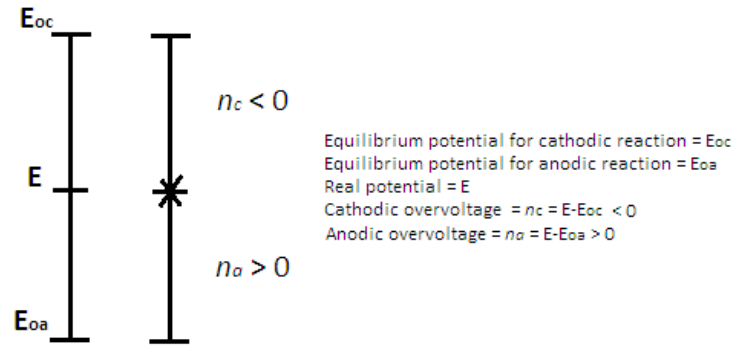 Eoc
nc < 0
Equilibrium potential for cathodic reaction = Eoc
Equilibrium potential for anodic reaction = Eoa
E
Real potential = E
Cathodic overvoltage = nc = E-Eoc < 0
Anodic overvoltage = na = E-Eoa > 0
na > 0
Eoa